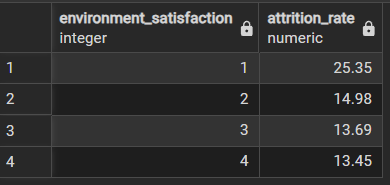 environment_satisfaction attrition_rate
integer numeric
1 1 25.35
2 2 14.98
3 3 13.69
4 4 13.45